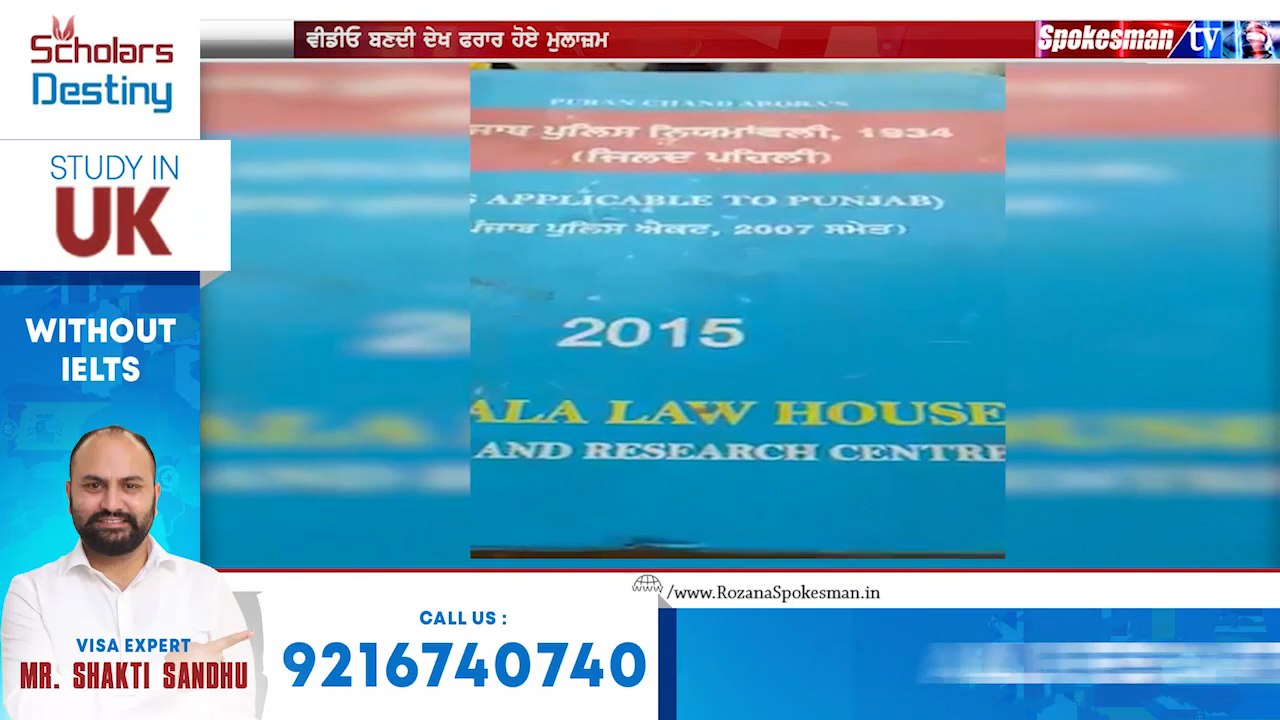 Scholars
Destiny
STUDY IN
UK
WITHOUT
IELTS
VISA EXPERT
MR. SHAKTI SANDHU
CALL US :
9216740740
ਵੀਡੀਓ ਬਣਦੀ ਦੇਖ ਫਰਾਰ ਹੋਏ ਮੁਲਾਜ਼ਮ
Spokesman tv
PURAN CHAND ARORA'S
ਜਾਬ ਪੁਲਿਸ ਨਿਯਮਾਂਵਲੀ, 1934
(ਜਿਲਦ ਪਹਿਲੀ)
APPLICABLE TO PUNJAB)
ਪੰਜਾਬ ਪੁਲਿਸ ਐਕਟ, 2007 ਸਮੇਤ)
2015
ALA LAW HOUSE
AND RESEARCH CENTRE
/www.RozanaSpokesman.in